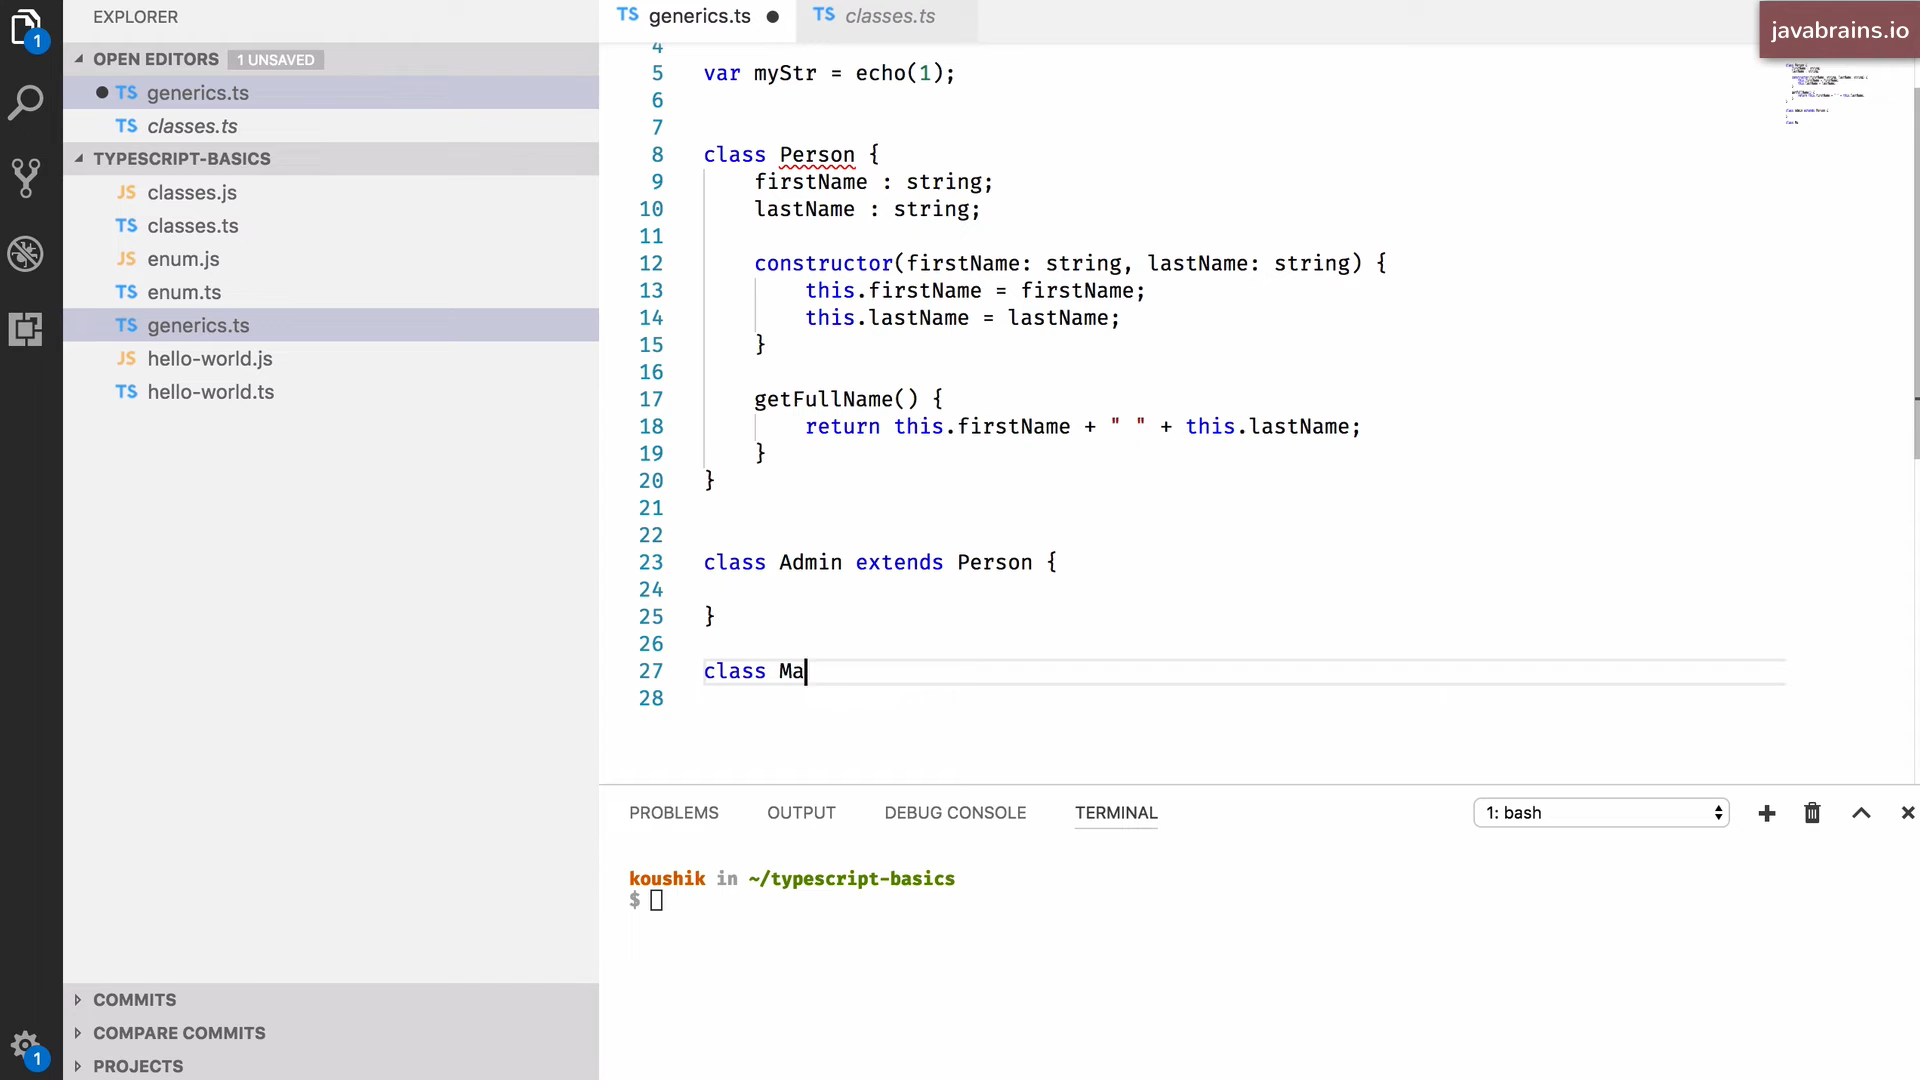 EXPLORER
TS generics.ts
TS classes.ts
javabrains.io
1
OPEN EDITORS 1 UNSAVED
TS generics.ts
TS classes.ts
TYPESCRIPT-BASICS
JS classes.js
TS classes.ts
JS enum.js
TS enum.ts
TS generics.ts
JS hello-world.js
TS hello-world.ts
4
5 var myStr = echo(1);
6
7
8 class Person {
9 firstName : string;
10 lastName : string;
11
12 constructor(firstName: string, lastName: string) {
13 this.firstName = firstName;
14 this.lastName = lastName;
15 }
16
17 getFullName() {
18 return this.firstName + " " + this.lastName;
19 }
20 }
21
22
23 class Admin extends Person {
24
25 }
26
27 class Ma
28
PROBLEMS OUTPUT DEBUG CONSOLE TERMINAL 1: bash
koushik in ~/typescript-basics
$
COMMITS
COMPARE COMMITS
PROJECTS
1